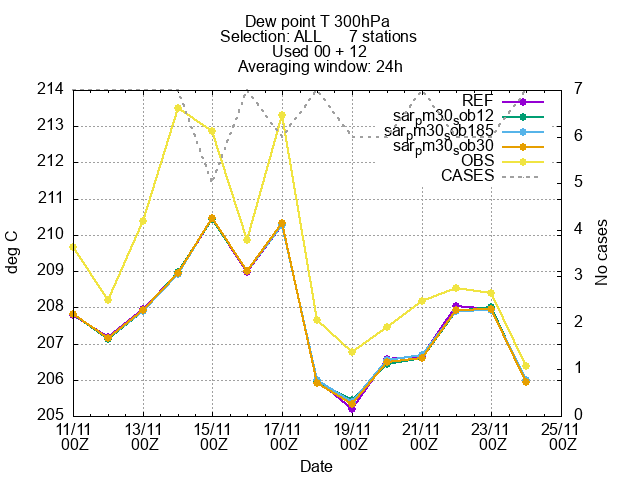 Dew point T 300hPa
Selection: ALL 7 stations
Used 00 + 12
Averaging window: 24h
214
213
212
211
210
209
208
207
206
205
7
6
5
4
3
2
1
0
REF
sarpm30sob12
sarpm30sob185
sarpm30sob30
OBS
CASES
deg C
No cases
11/11 00Z
13/11 00Z
15/11 00Z
17/11 00Z
19/11 00Z
21/11 00Z
23/11 00Z
25/11 00Z
Date